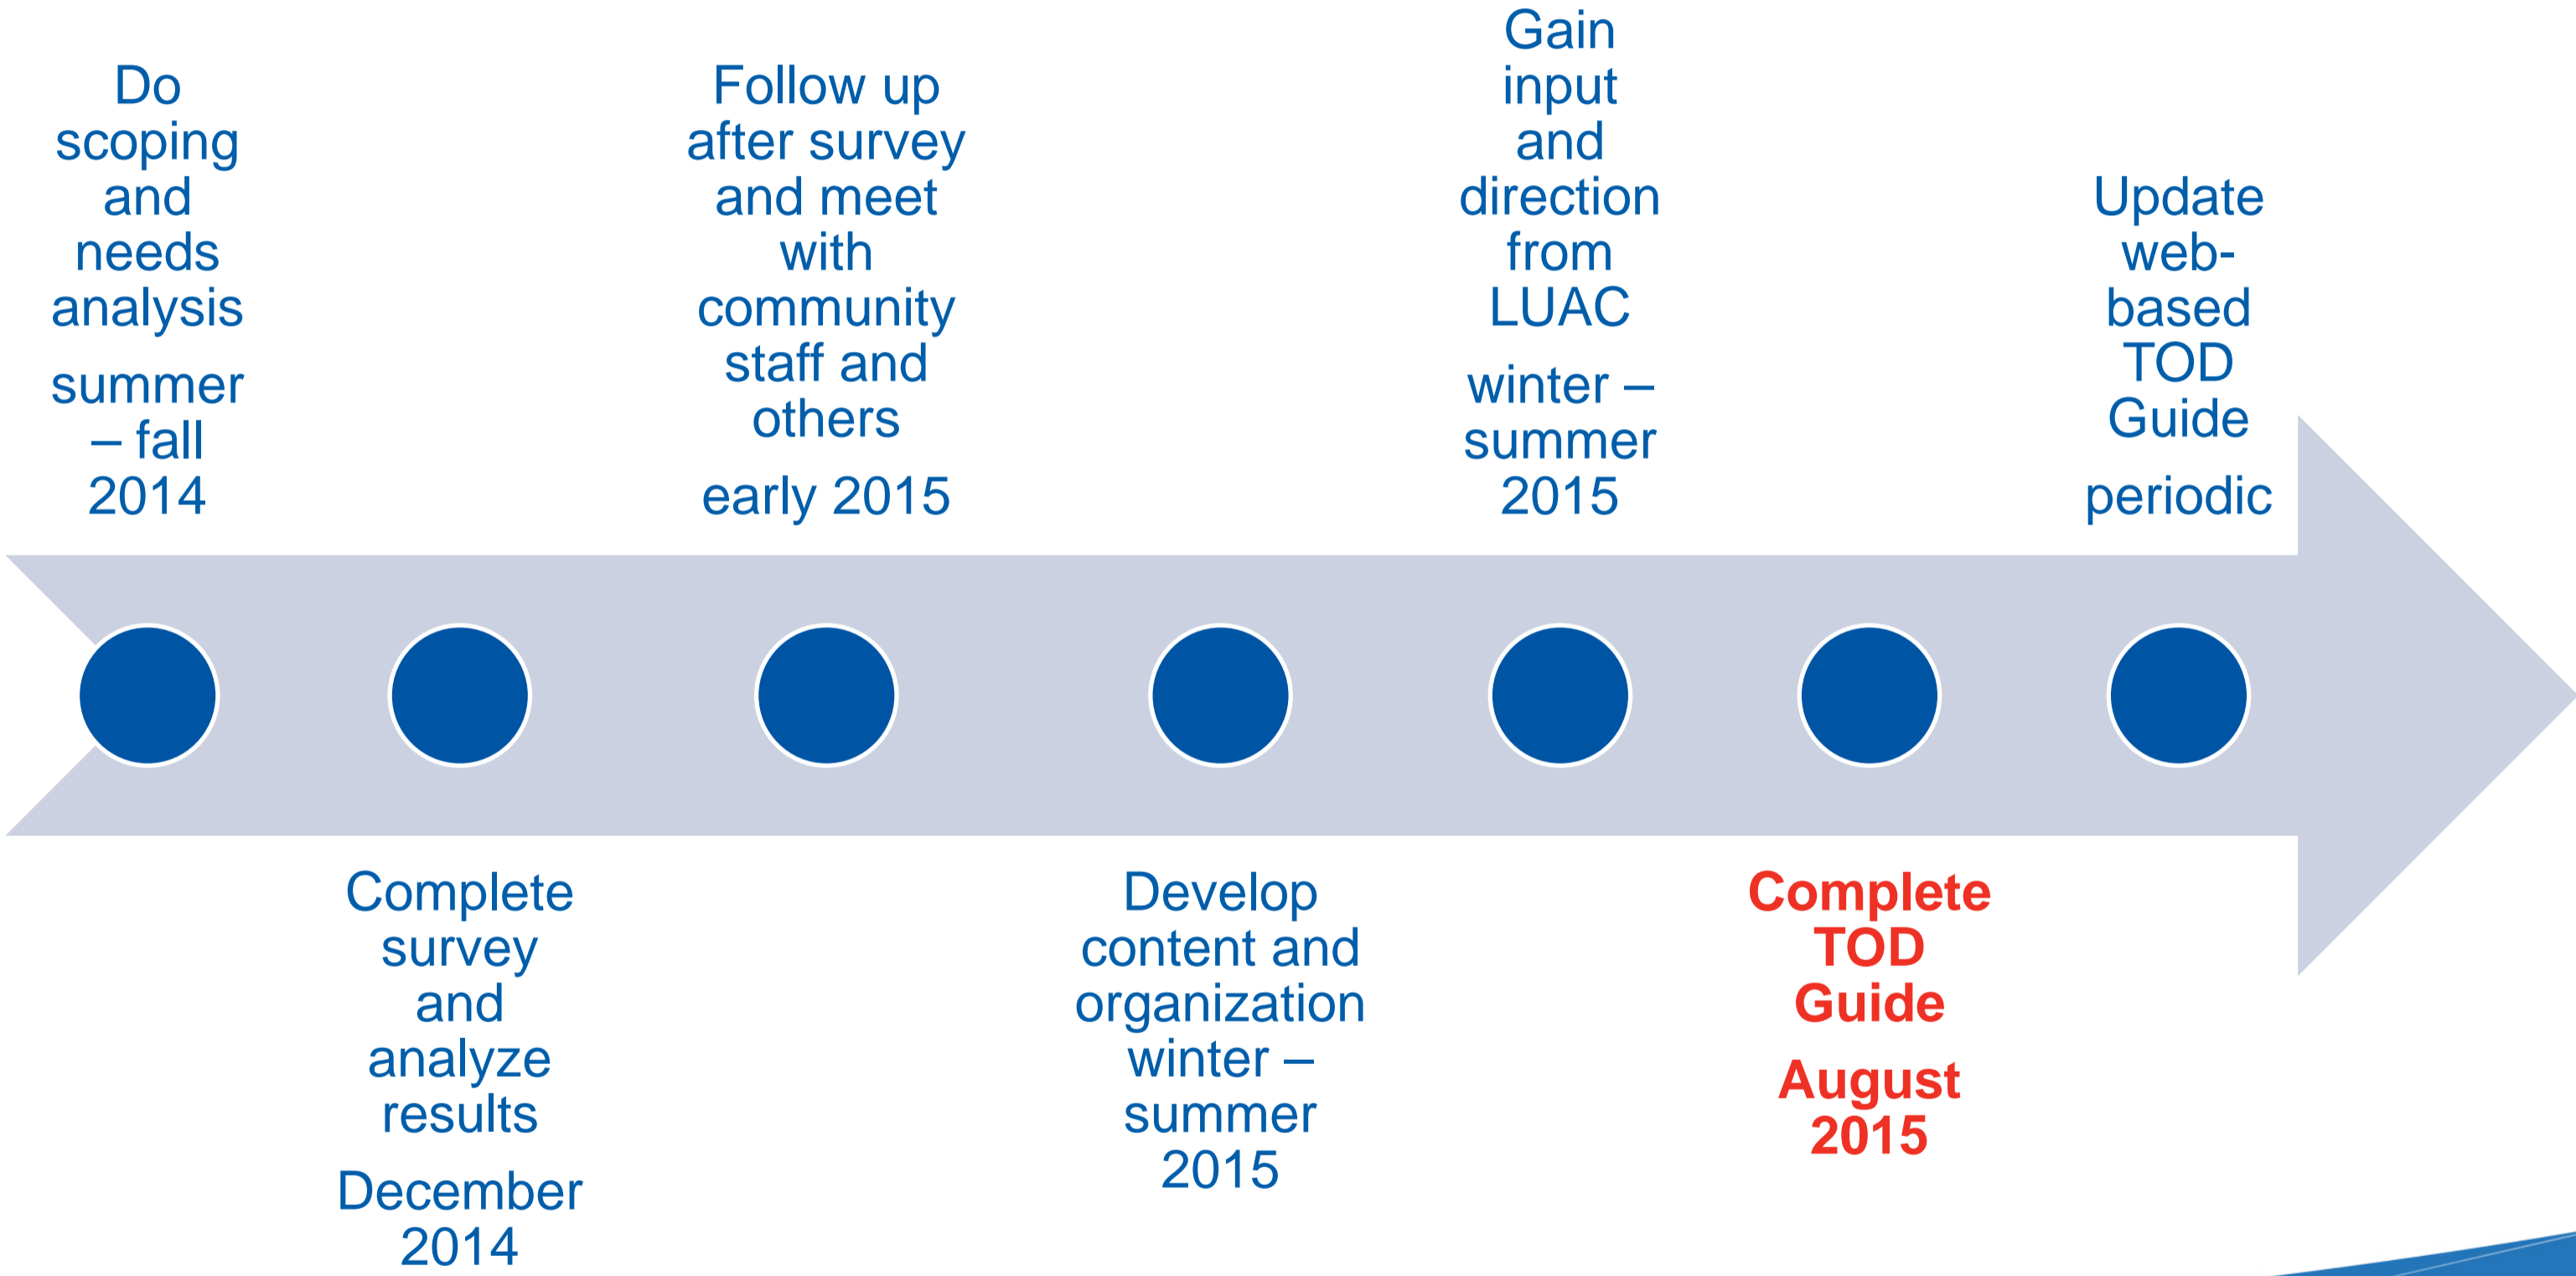 Do
scoping
and
needs
analysis
summer
– fall
2014
Complete
survey
and
analyze
results
December
2014
Follow up
after survey
and meet
with
community
staff and
others
early 2015
Develop
content and
organization
winter –
summer
2015
Gain
input
and
direction
from
LUAC
winter –
summer
2015
Complete
TOD
Guide
August
2015
Update
web-
based
TOD
Guide
periodic